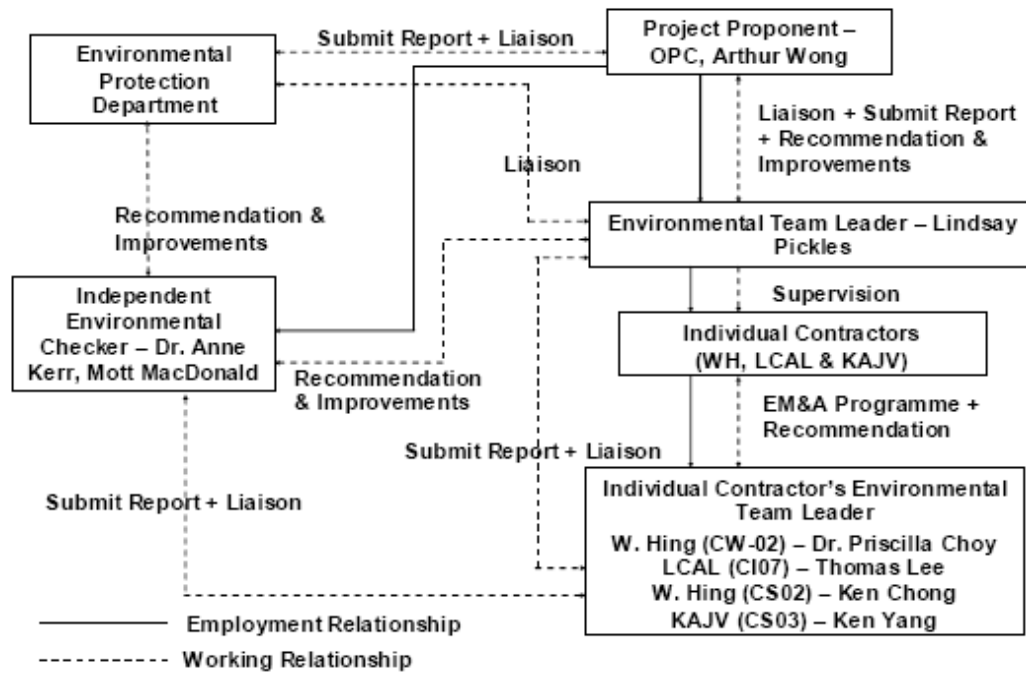 Submit Report + Liaison
Environmental
Protection
Department
Project Proponent –
OPC, Arthur Wong
Liaison + Submit Report
+ Recommendation &
Improvements
Liaison
Recommendation &
Improvements
Environmental Team Leader – Lindsay
Pickles
Supervision
Independent
Environmental
Checker – Dr. Anne
Kerr, Mott MacDonald
Individual Contractors
(WH, LCAL & KAJV)
Recommendation
& Improvements
EM&A Programme +
Recommendation
Submit Report + Liaison
Submit Report + Liaison
Individual Contractor's Environmental
Team Leader
W. Hing (CW-02) – Dr. Priscilla Choy
LCAL (CI07) – Thomas Lee
W. Hing (CS02) – Ken Chong
KAJV (CS03) – Ken Yang
Employment Relationship
Working Relationship